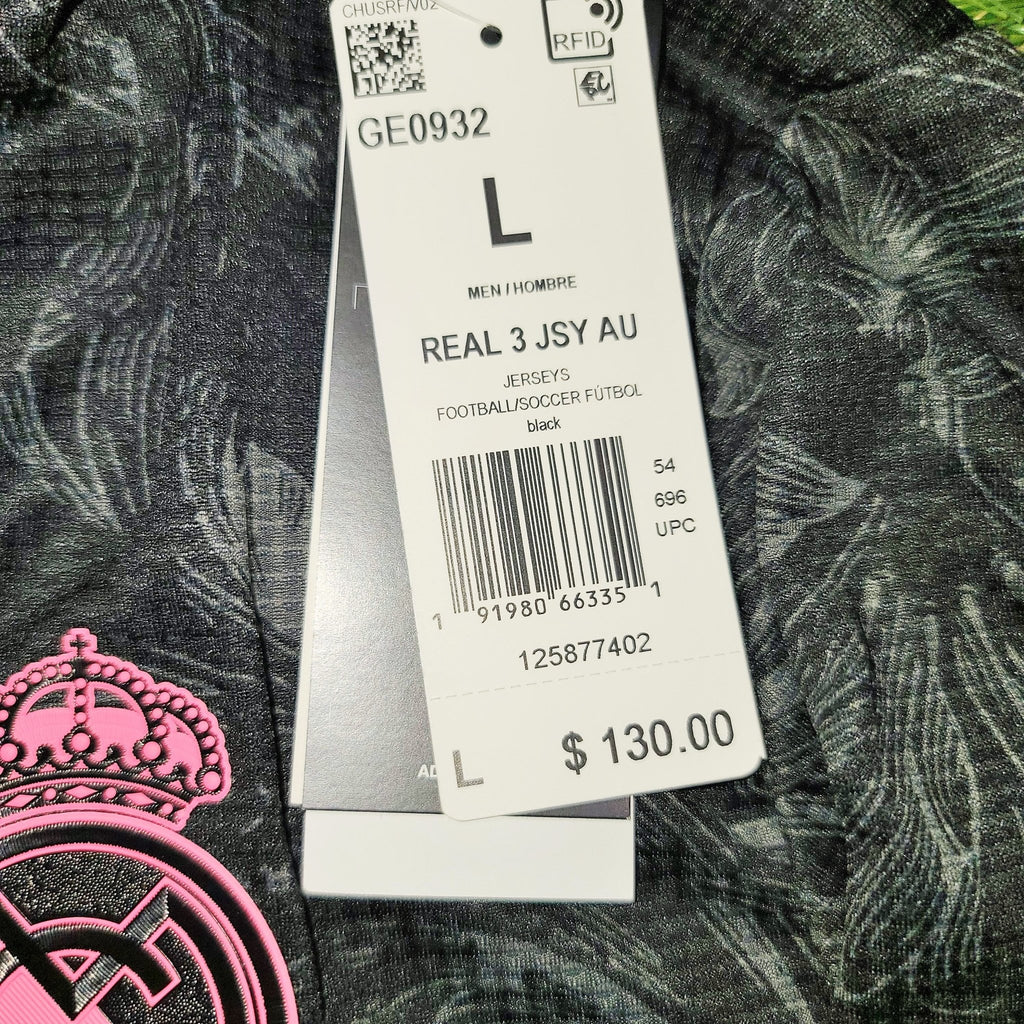 CHUSRF/V02
RFID
GE0932
L
MEN / HOMBRE
REAL 3 JSY AU
JERSEYS
FOOTBALL/SOCCER FÚTBOL
black
54
696
UPC
1 91980 66335 1
125877402
L
$ 130.00